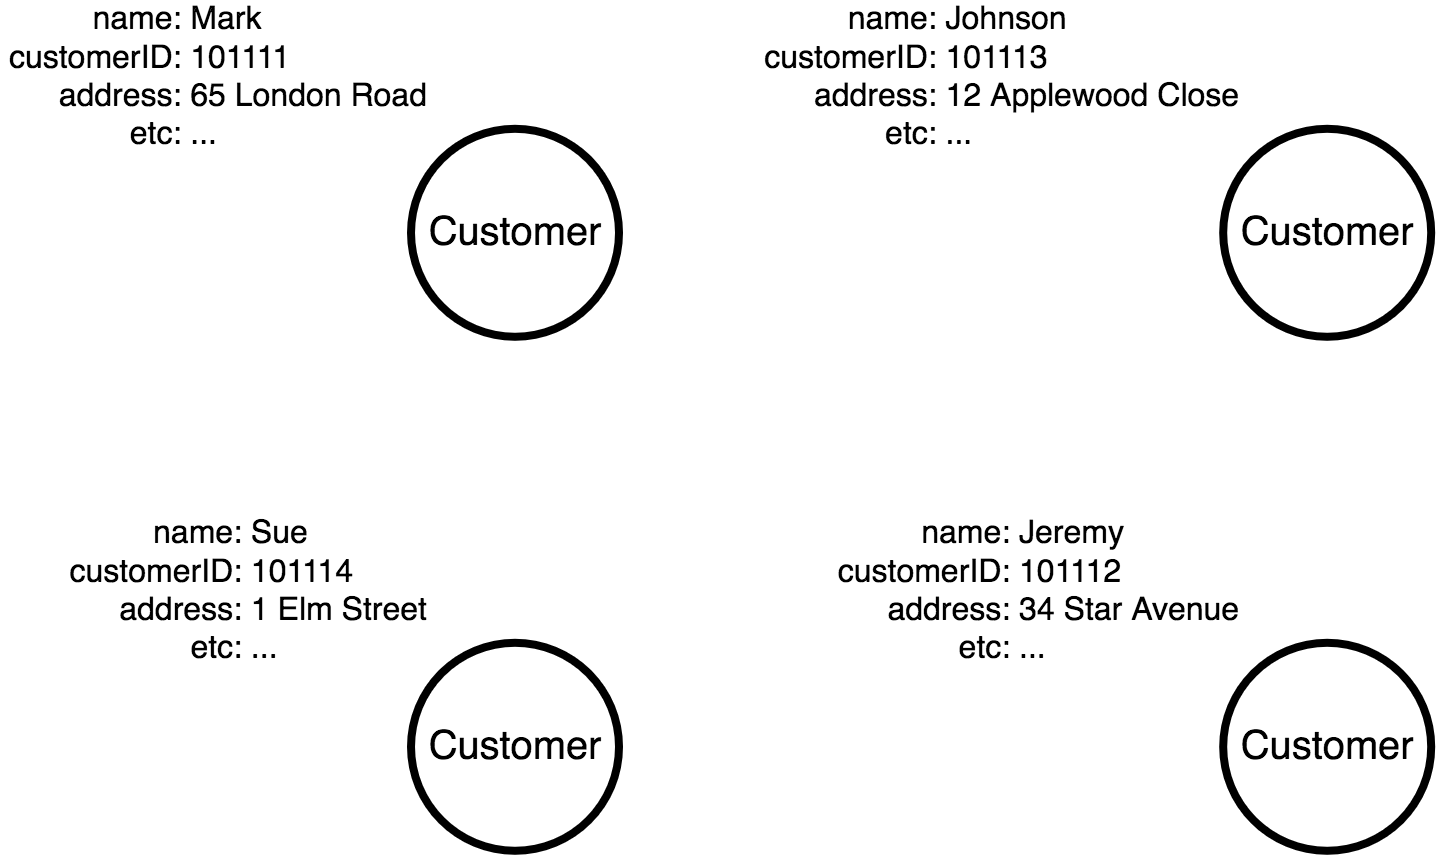 name: Mark
customerID: 101111
address: 65 London Road
etc: ...
Customer
name: Johnson
customerID: 101113
address: 12 Applewood Close
etc: ...
Customer
name: Sue
customerID: 101114
address: 1 Elm Street
etc: ...
Customer
name: Jeremy
customerID: 101112
address: 34 Star Avenue
etc: ...
Customer